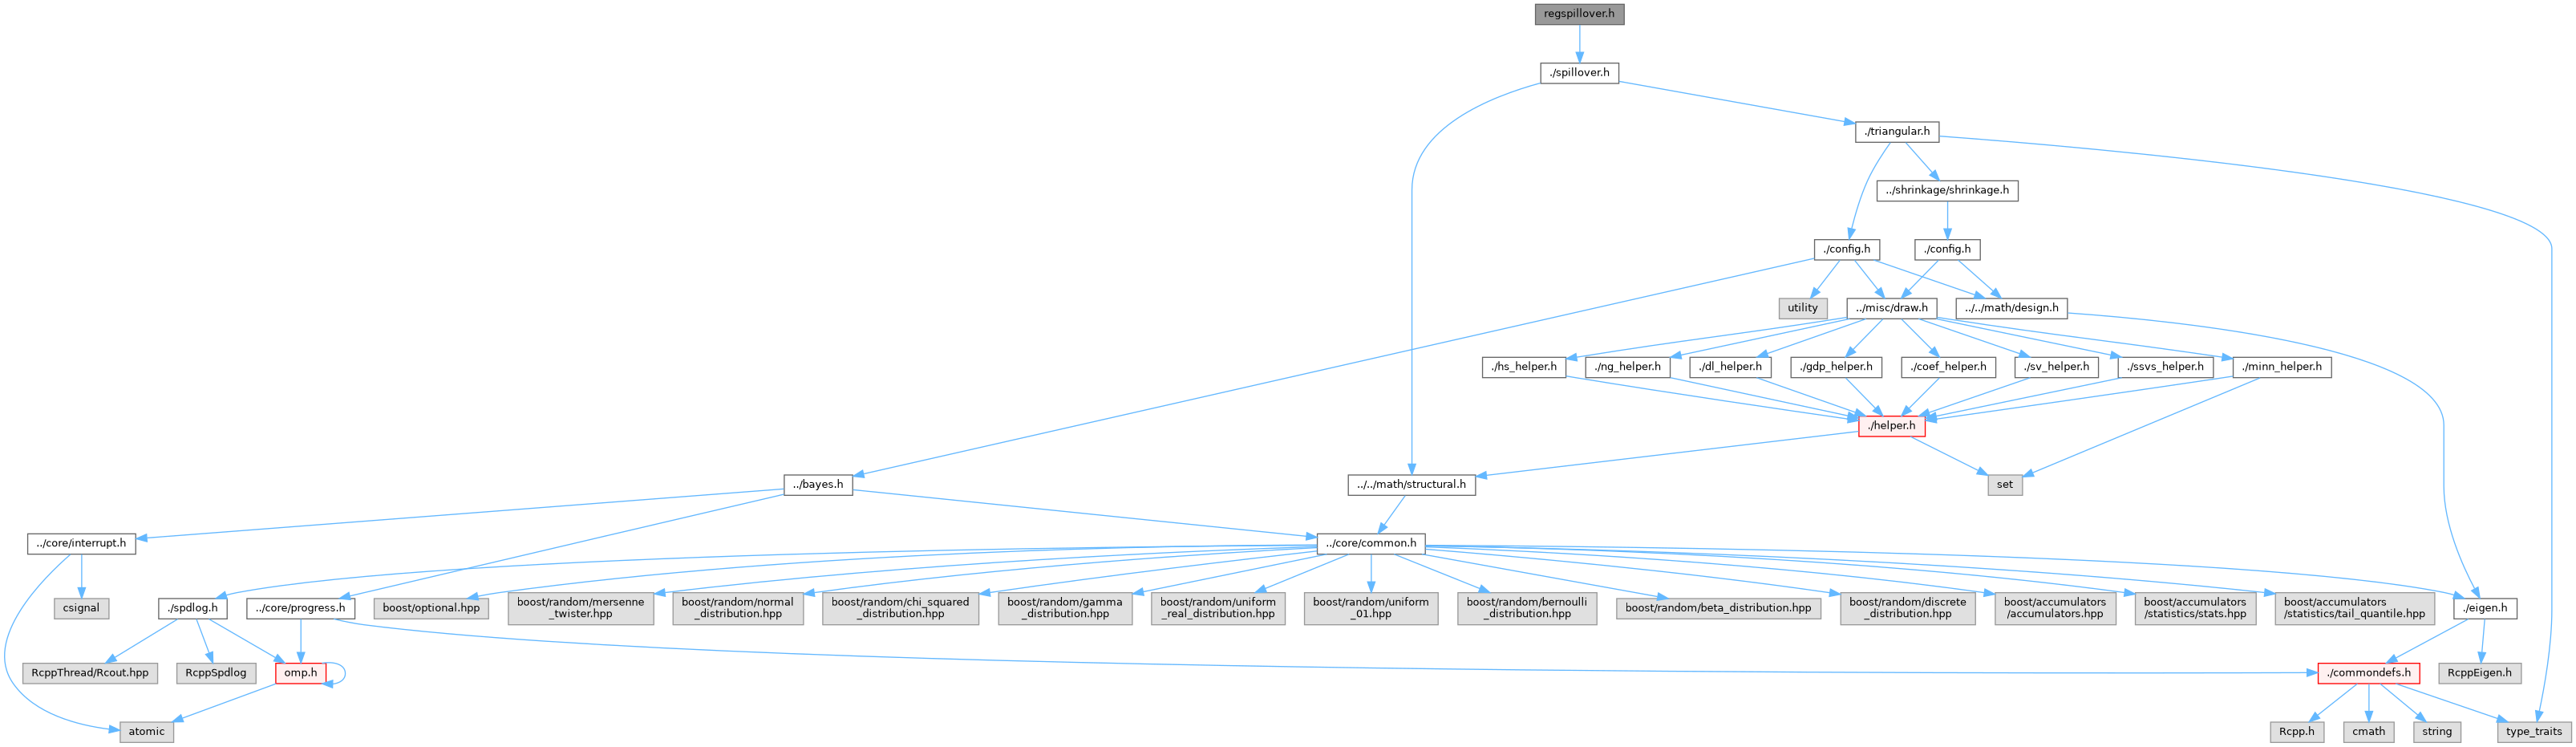 regspillover.h
./spillover.h
./triangular.h
../shrinkage/shrinkage.h
./config.h
./config.h
utility
../misc/draw.h
../../math/design.h
./hs_helper.h
./ng_helper.h
./dl_helper.h
./gdp_helper.h
./coef_helper.h
./sv_helper.h
./ssvs_helper.h
./minn_helper.h
./helper.h
../bayes.h
../../math/structural.h
set
../core/interrupt.h
../core/common.h
csignal
./spdlog.h
../core/progress.h
boost/optional.hpp
boost/random/mersenne
_twister.hpp
boost/random/normal
_distribution.hpp
boost/random/chi_squared
_distribution.hpp
boost/random/gamma
_distribution.hpp
boost/random/uniform
_real_distribution.hpp
boost/random/uniform
_01.hpp
boost/random/bernoulli
_distribution.hpp
boost/random/beta_distribution.hpp
boost/random/discrete
_distribution.hpp
boost/accumulators
/accumulators.hpp
boost/accumulators
/statistics/stats.hpp
boost/accumulators
/statistics/tail_quantile.hpp
./eigen.h
RcppThread/Rcout.hpp
RcppSpdlog
omp.h
./commondefs.h
RcppEigen.h
atomic
Rcpp.h
cmath
string
type_traits